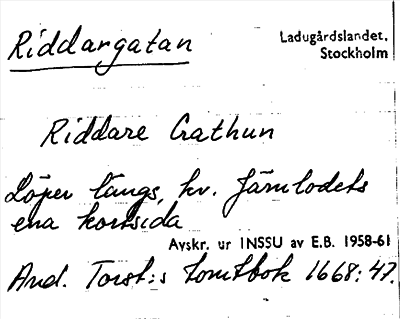 Riddargatan
Ladugårdslandet,
Stockholm
Riddare Crathun
Löper längs kv. Järnlodets
ena kortsida
Avskr. ur INSSU av E.B. 1958-61
And. Torst:s tomtbok 1668:47.